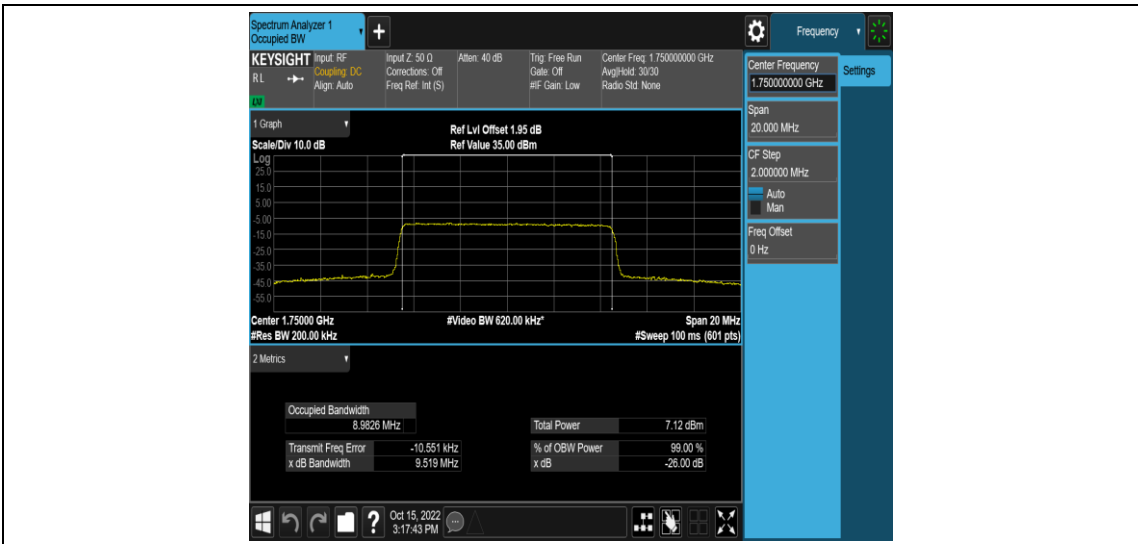 Spectrum Analyzer 1
Occupied BW
+
Frequency
KEYSIGHT
RL
LXI
Input: RF
Coupling: DC
Align: Auto
Input Z: 50 Ω
Corrections: Off
Freq Ref: Int (S)
Atten: 40 dB
Trig: Free Run
Gate: Off
#IF Gain: Low
Center Freq: 1.750000000 GHz
Avg|Hold: 30/30
Radio Std: None
Center Frequency
1.750000000 GHz
Settings
Span
20.000 MHz
CF Step
2.000000 MHz
Auto
Man
Freq Offset
0 Hz
1 Graph
Scale/Div 10.0 dB
Ref Lvl Offset 1.95 dB
Ref Value 35.00 dBm
Log
25.0
15.0
5.00
-5.00
-15.0
-25.0
-35.0
-45.0
-55.0
Center 1.75000 GHz
#Video BW 620.00 kHz*
Span 20 MHz
#Res BW 200.00 kHz
#Sweep 100 ms (601 pts)
2 Metrics
Occupied Bandwidth
8.9826 MHz
Total Power 7.12 dBm
Transmit Freq Error -10.551 kHz
% of OBW Power 99.00 %
x dB Bandwidth 9.519 MHz
x dB -26.00 dB
?
Oct 15, 2022
3:17:43 PM